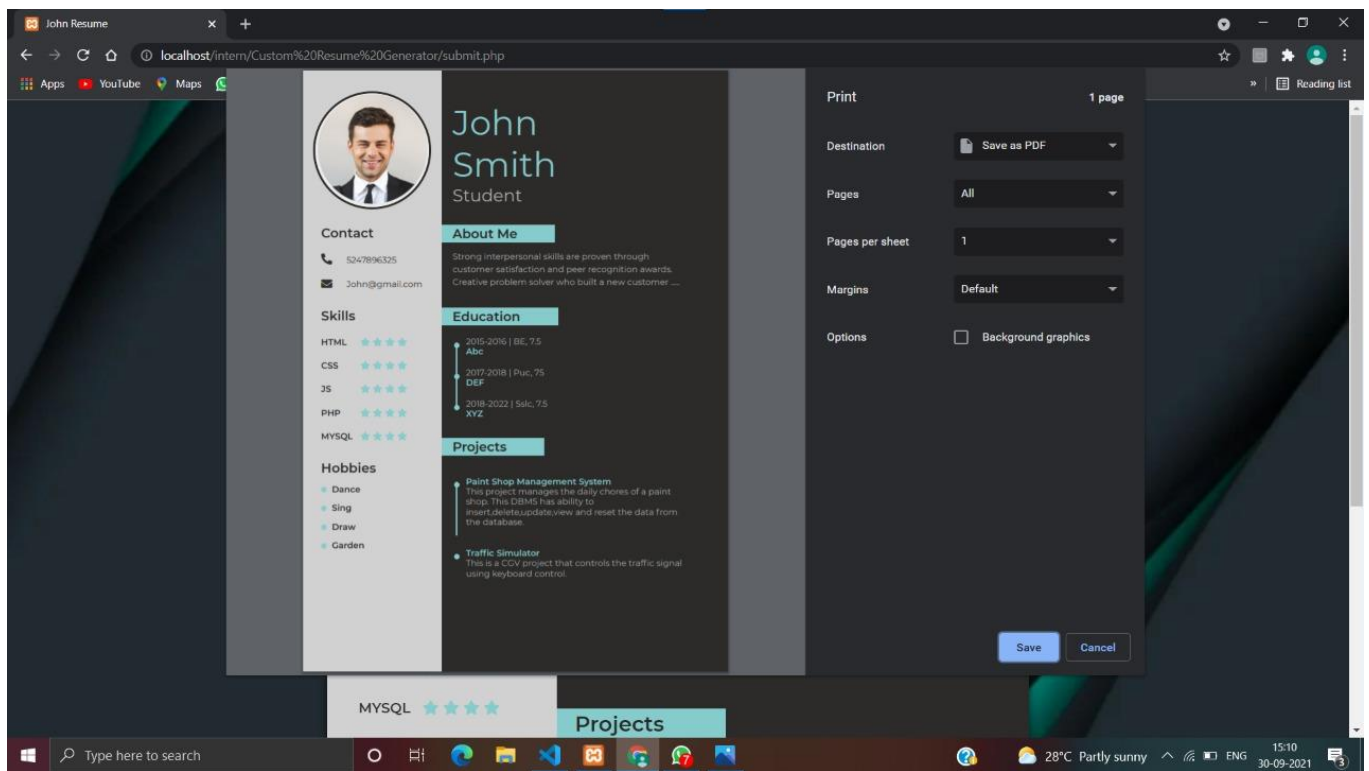 John Resume
localhost/intern/Custom%20Resume%20Generator/submit.php
Apps YouTube Maps
» Reading list
John
Smith
Student
Contact
5247896325
John@gmail.com
Skills
HTML
CSS
JS
PHP
MYSQL
Hobbies
Dance
Sing
Draw
Garden
About Me
Strong interpersonal skills are proven through
customer satisfaction and peer recognition awards.
Creative problem solver who built a new customer ....
Education
2015-2016 | BE, 7.5
Abc
2017-2018 | Puc, 75
DEF
2018-2022 | Sslc, 7.5
XYZ
Projects
Paint Shop Management System
This project manages the daily chores of a paint
shop. This DBMS has ability to
insert,delete,update,view and reset the data from
the database.
Traffic Simulator
This is a CGV project that controls the traffic signal
using keyboard control.
Print 1 page
Destination Save as PDF
Pages All
Pages per sheet 1
Margins Default
Options Background graphics
Save Cancel
MYSQL
Projects
Type here to search
7
28°C Partly sunny
ENG
15:10
30-09-2021
3